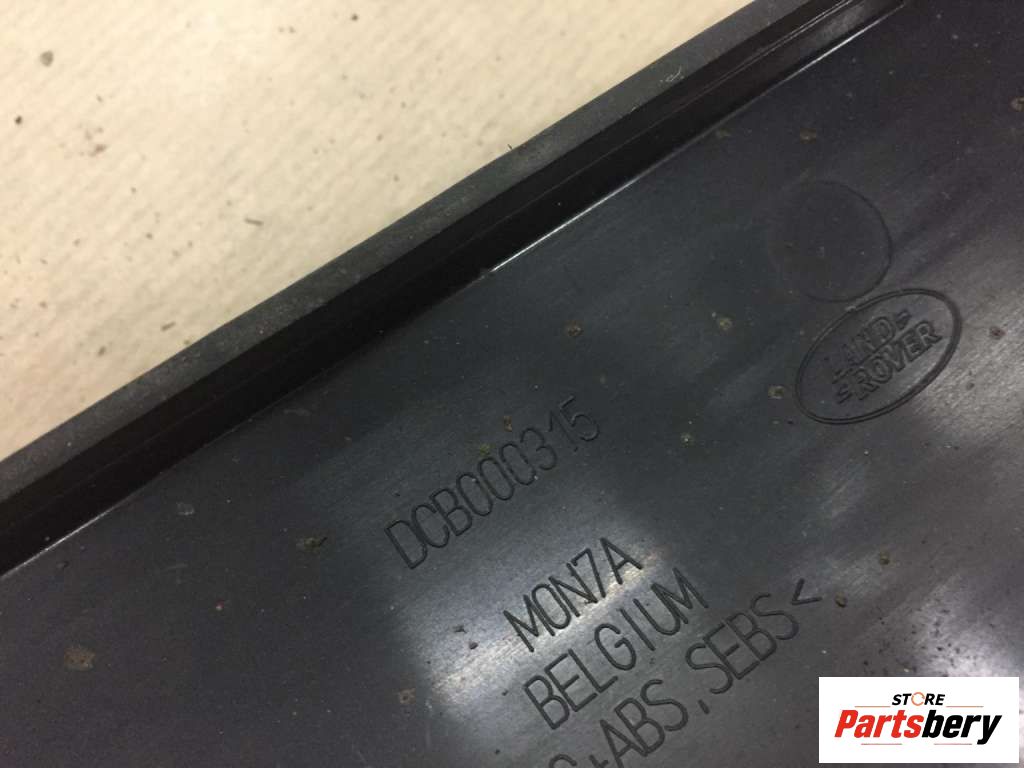 LAND-
-ROVER
DCB000315
MONZA
BELGIUM
+ABS, SEBS<
STORE
Partsbery